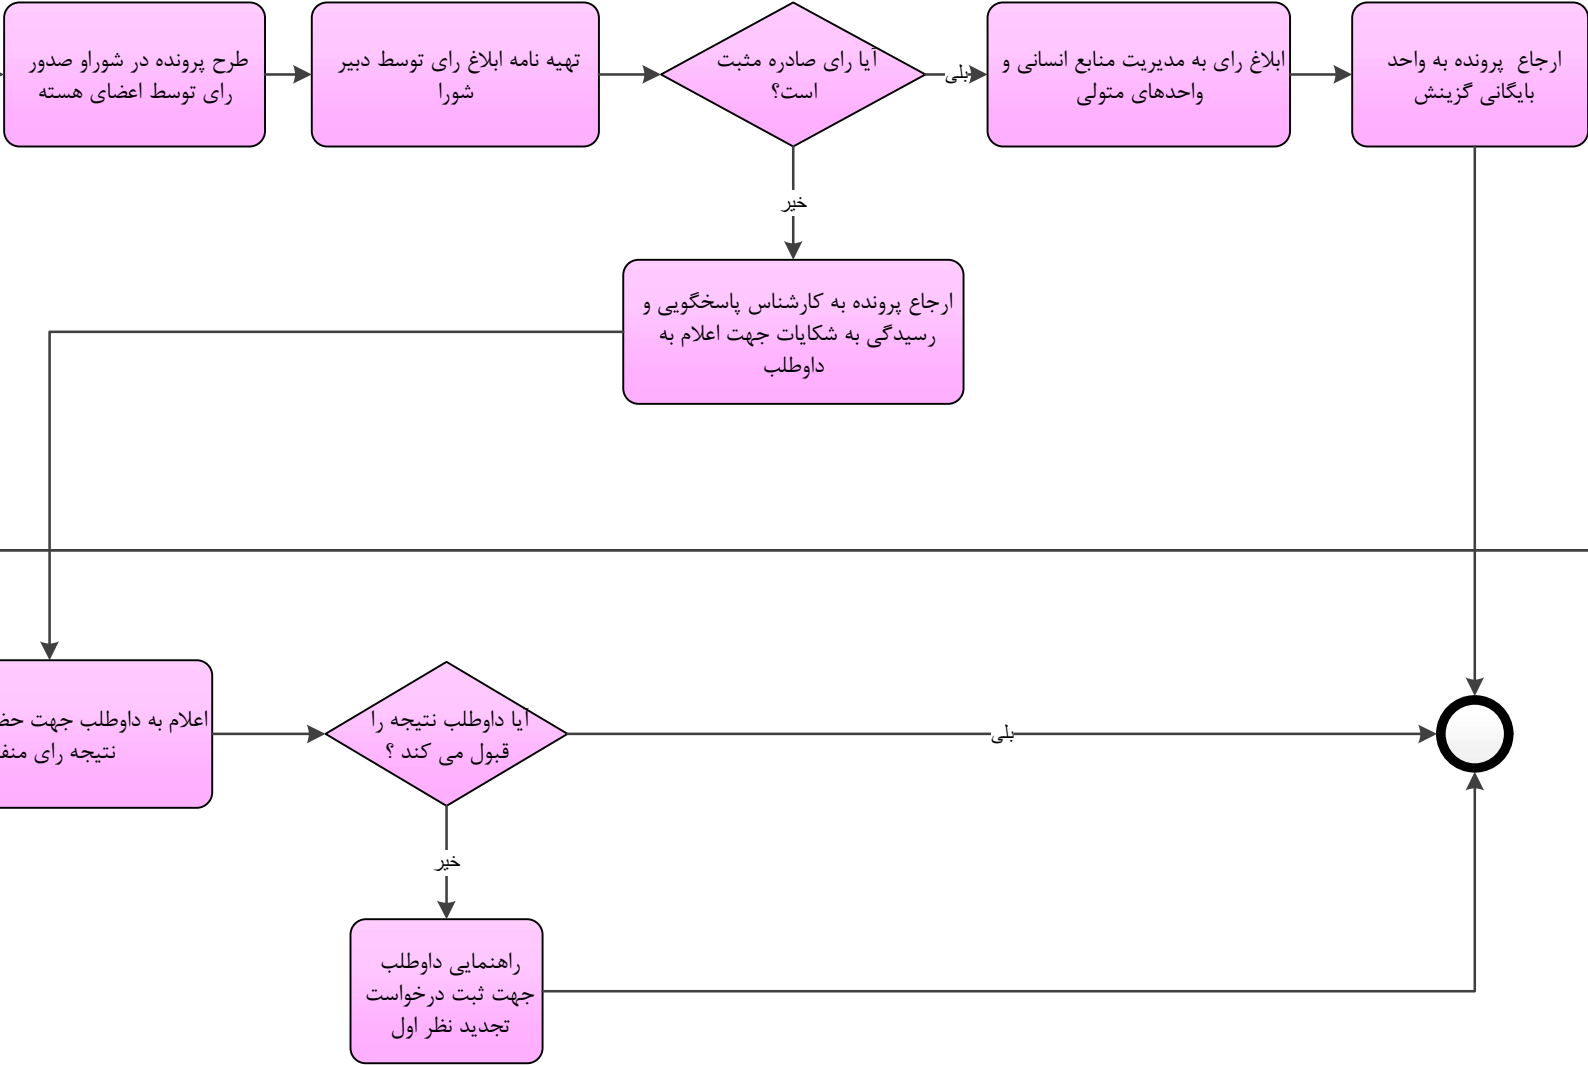 طرح پرونده در شوراو صدور
رای توسط اعضای هسته
تهیه نامه ابلاغ رای توسط دبیر
شورا
آیا رای صادره مثبت
است؟
بلی
ابلاغ رای به مدیریت منابع انسانی و
واحدهای متولی
ارجاع پرونده به واحد
بایگانی گزینش
خیر
ارجاع پرونده به کارشناس پاسخگویی و
رسیدگی به شکایات جهت اعلام به
داوطلب
اعلام به داوطلب جهت
نتیجه رای
آیا داوطلب نتیجه را
قبول می کند ؟
بلی
خیر
راهنمایی داوطلب
جهت ثبت درخواست
تجدید نظر اول